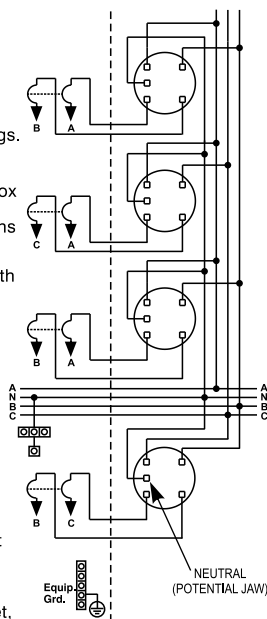 B A
gs.
ox
C A
ns
th
B A
A A
N N
B B
C C
B C
t
NEUTRAL
(POTENTIAL JAW)
Equip.
Grd.
et,